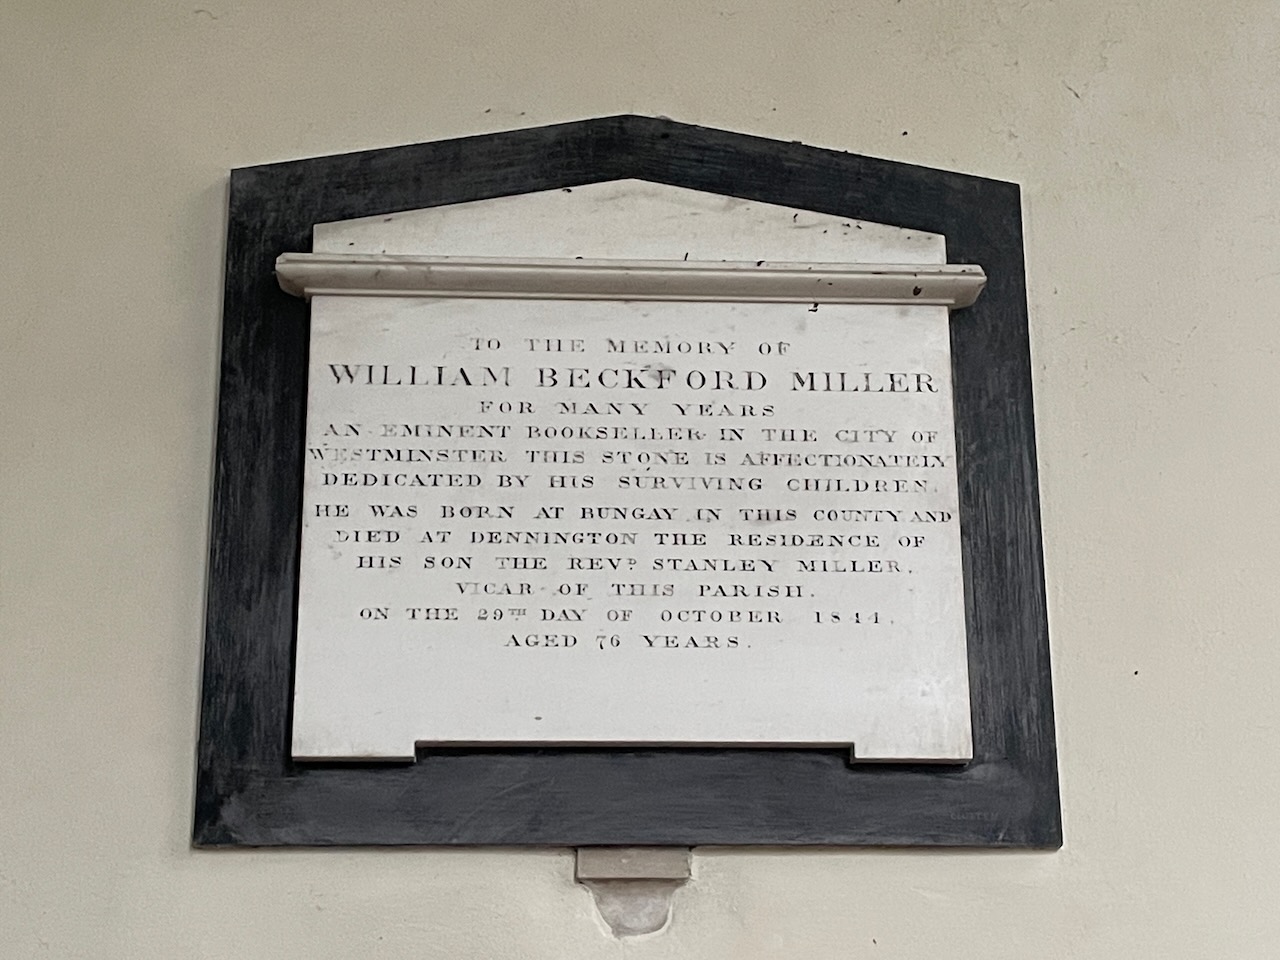 TO THE MEMORY OF
WILLIAM BECKFORD MILLER
FOR MANY YEARS
AN EMINENT BOOKSELLER IN THE CITY OF
WESTMINSTER THIS STONE IS AFFECTIONATELY
DEDICATED BY HIS SURVIVING CHILDREN.
HE WAS BORN AT BUNGAY IN THIS COUNTY AND
DIED AT DENNINGTON THE RESIDENCE OF
HIS SON THE REVD STANLEY MILLER.
VICAR OF THIS PARISH.
ON THE 29TH DAY OF OCTOBER 1844.
AGED 76 YEARS.